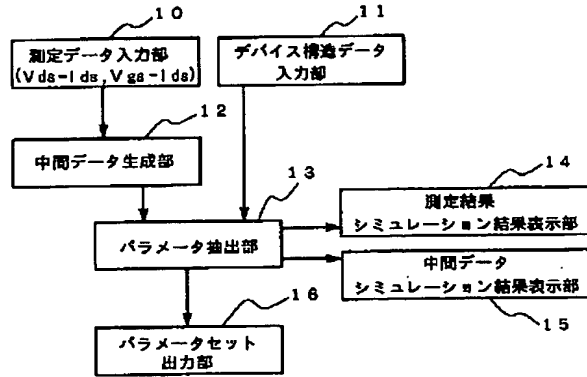 10
測定データ入力部
(Vds-Ids,Vgs-Ids)
11
デバイス構造データ
入力部
12
中間データ生成部
13
パラメータ抽出部
14
測定結果
シミュレーション結果表示部
中間データ
シミュレーション結果表示部
15
16
パラメータセット
出力部